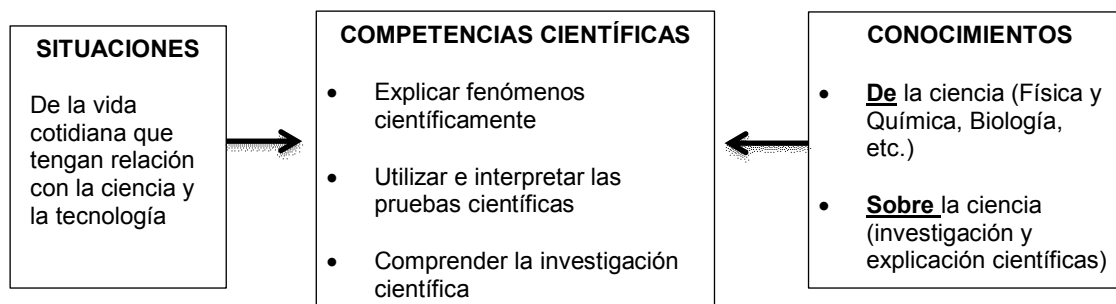 SITUACIONES
De la vida
cotidiana que
tengan relación
con la ciencia y
la tecnología
COMPETENCIAS CIENTÍFICAS
• Explicar fenómenos
científicamente
• Utilizar e interpretar las
pruebas científicas
• Comprender la investigación
científica
CONOCIMIENTOS
• De la ciencia (Física y
Química, Biología,
etc.)
• Sobre la ciencia
(investigación y
explicación científicas)